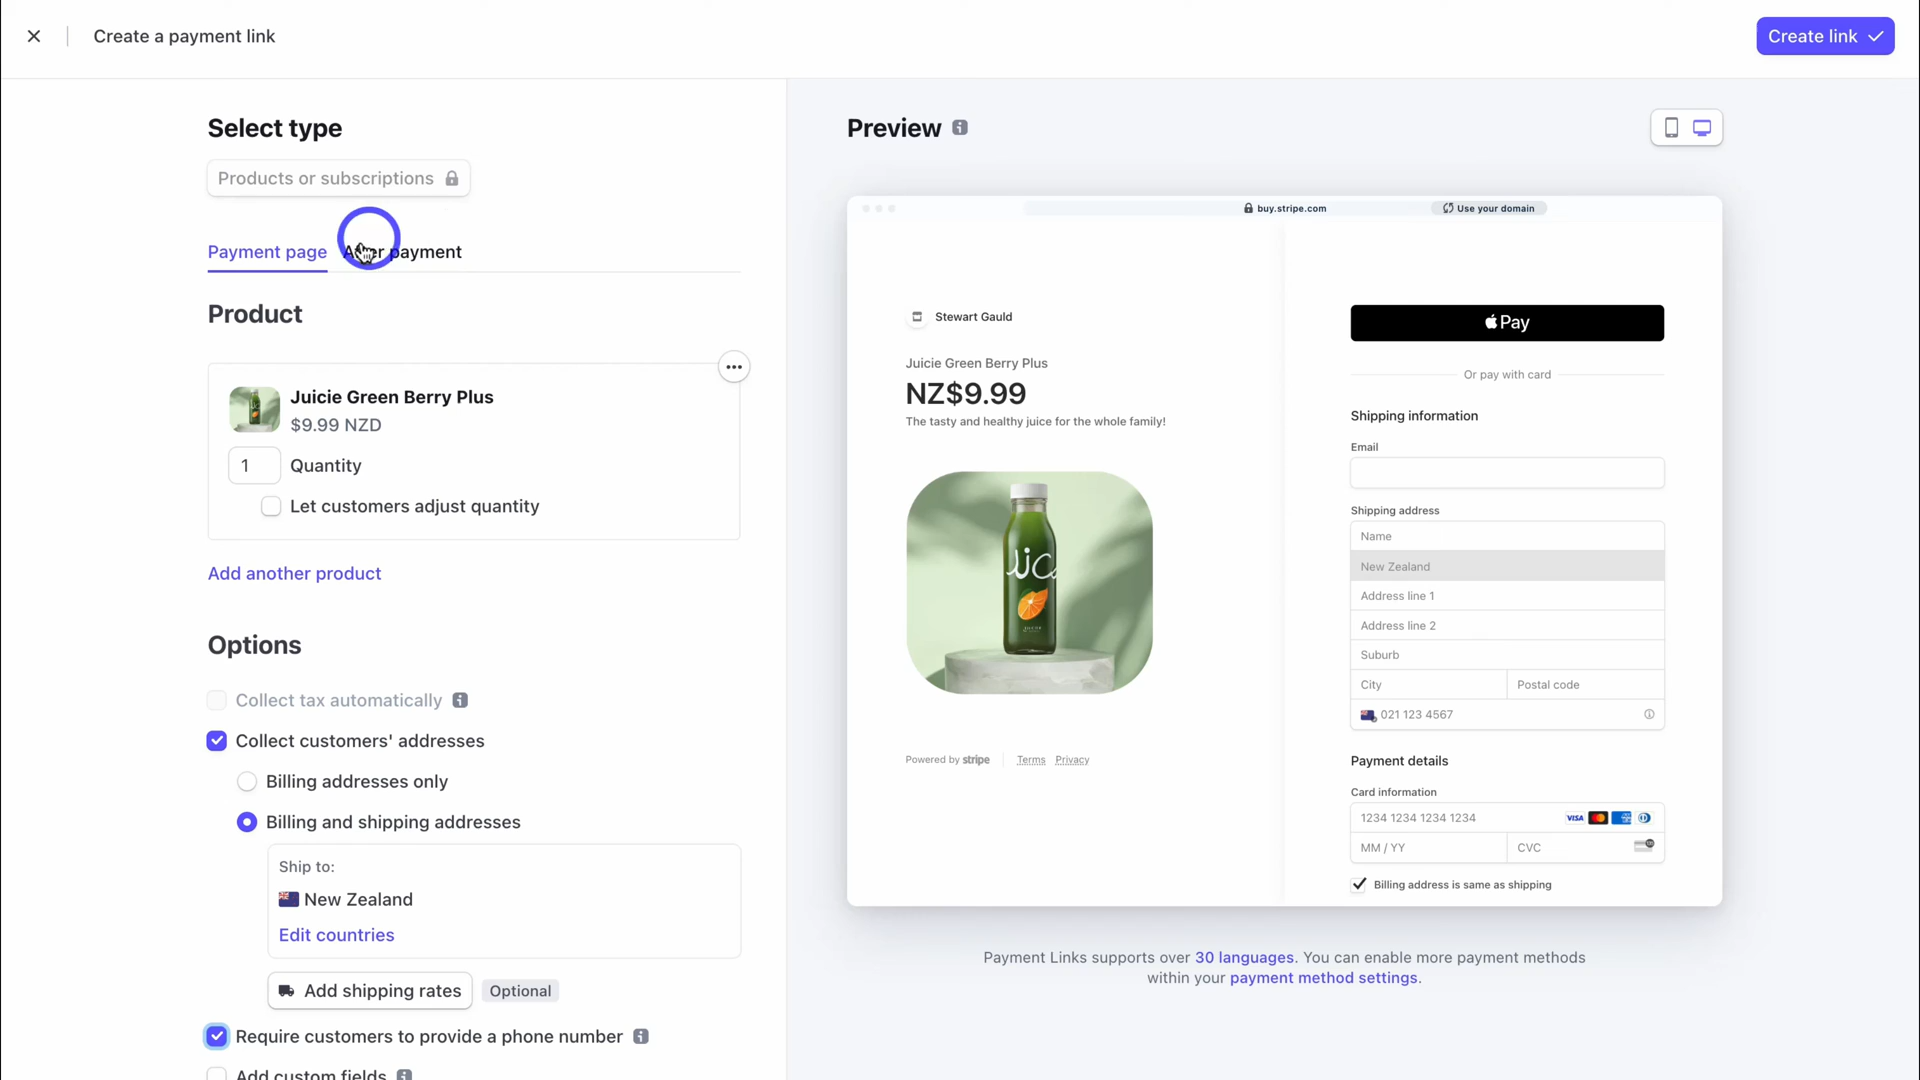 Create a payment link
Create link
Select type
Products or subscriptions
Payment page
After payment
Product
Juicie Green Berry Plus
$9.99 NZD
1 Quantity
Let customers adjust quantity
Add another product
Options
Collect tax automatically
Collect customers' addresses
Billing addresses only
Billing and shipping addresses
Ship to:
New Zealand
Edit countries
Add shipping rates
Optional
Require customers to provide a phone number
Add custom fields
Preview
buy.stripe.com
Use your domain
Stewart Gauld
Juicie Green Berry Plus
NZ$9.99
The tasty and healthy juice for the whole family!
Powered by stripe
Terms
Privacy
Pay
Or pay with card
Shipping information
Email
Shipping address
Name
New Zealand
Address line 1
Address line 2
Suburb
City
Postal code
021 123 4567
Payment details
Card information
1234 1234 1234 1234
VISA
MM / YY
CVC
Billing address is same as shipping
Payment Links supports over 30 languages. You can enable more payment methods
within your payment method settings.